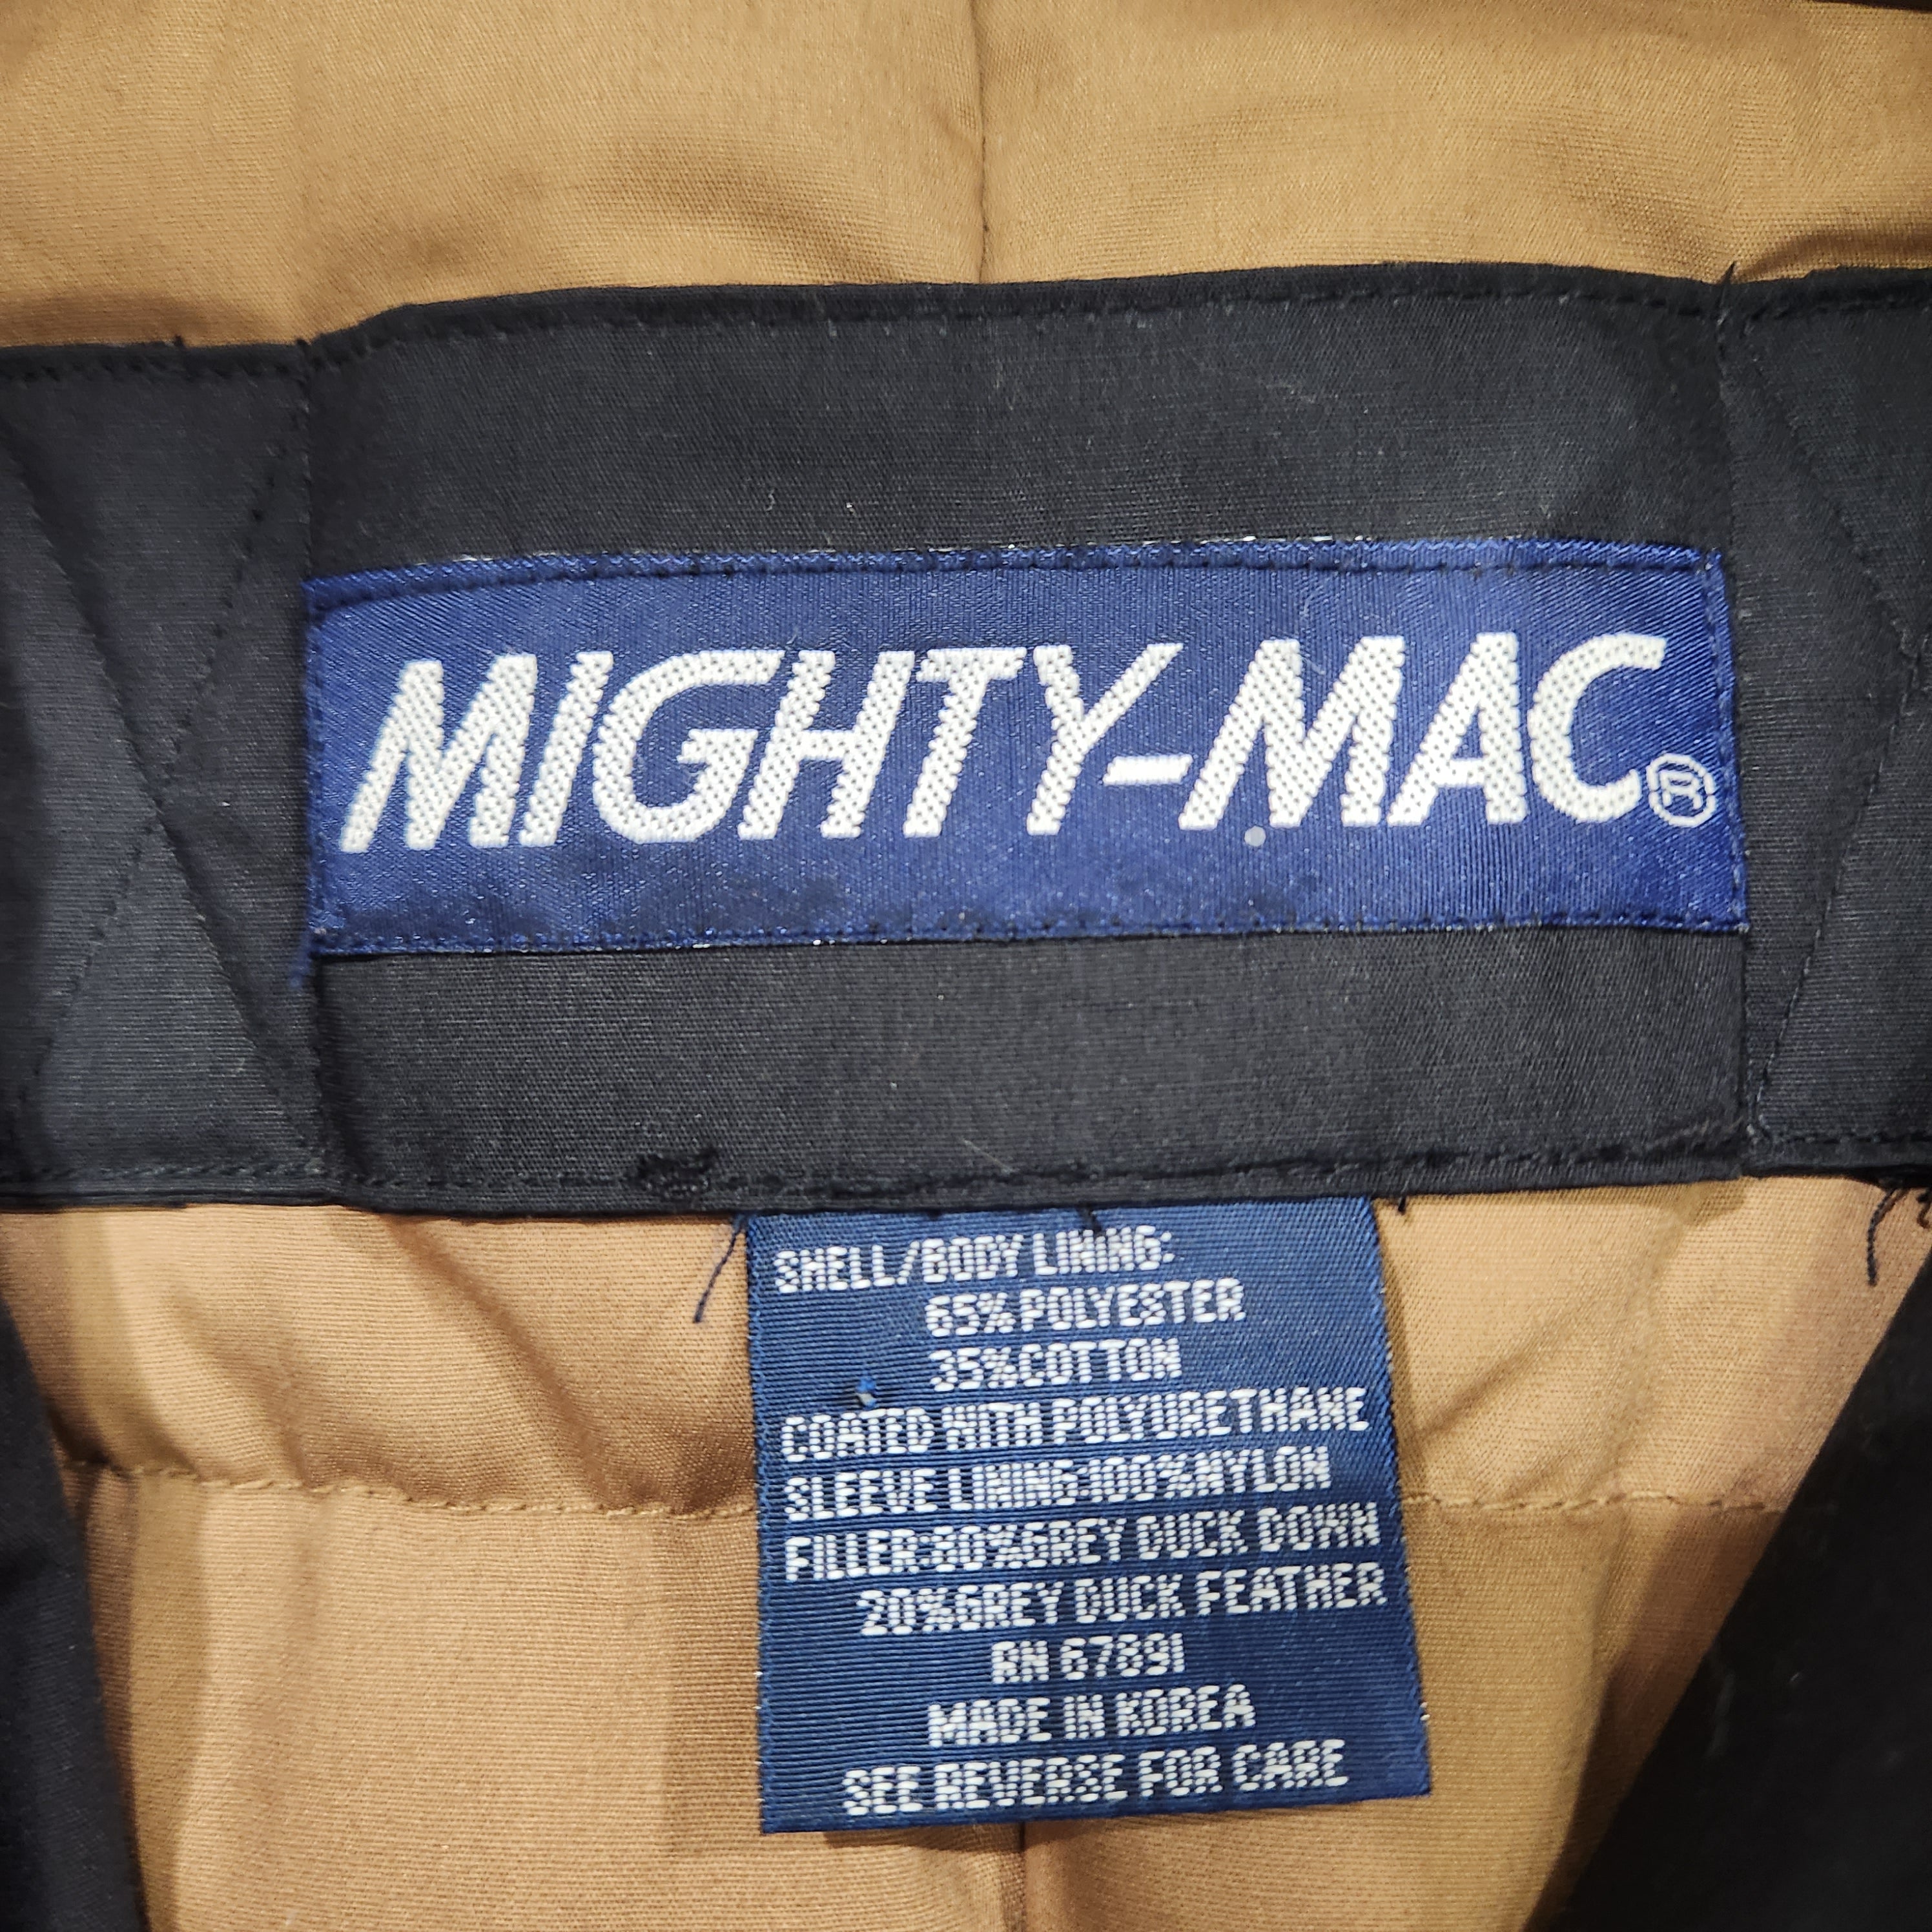 MIGHTY-MAC®
SHELL/BODY LINING:
65% POLYESTER
35% COTTON
COATED WITH POLYURETHANE
SLEEVE LINING:100%NYLON
FILLER:80%GREY DUCK DOWN
20%GREY DUCK FEATHER
RN 67891
MADE IN KOREA
SEE REVERSE FOR CARE